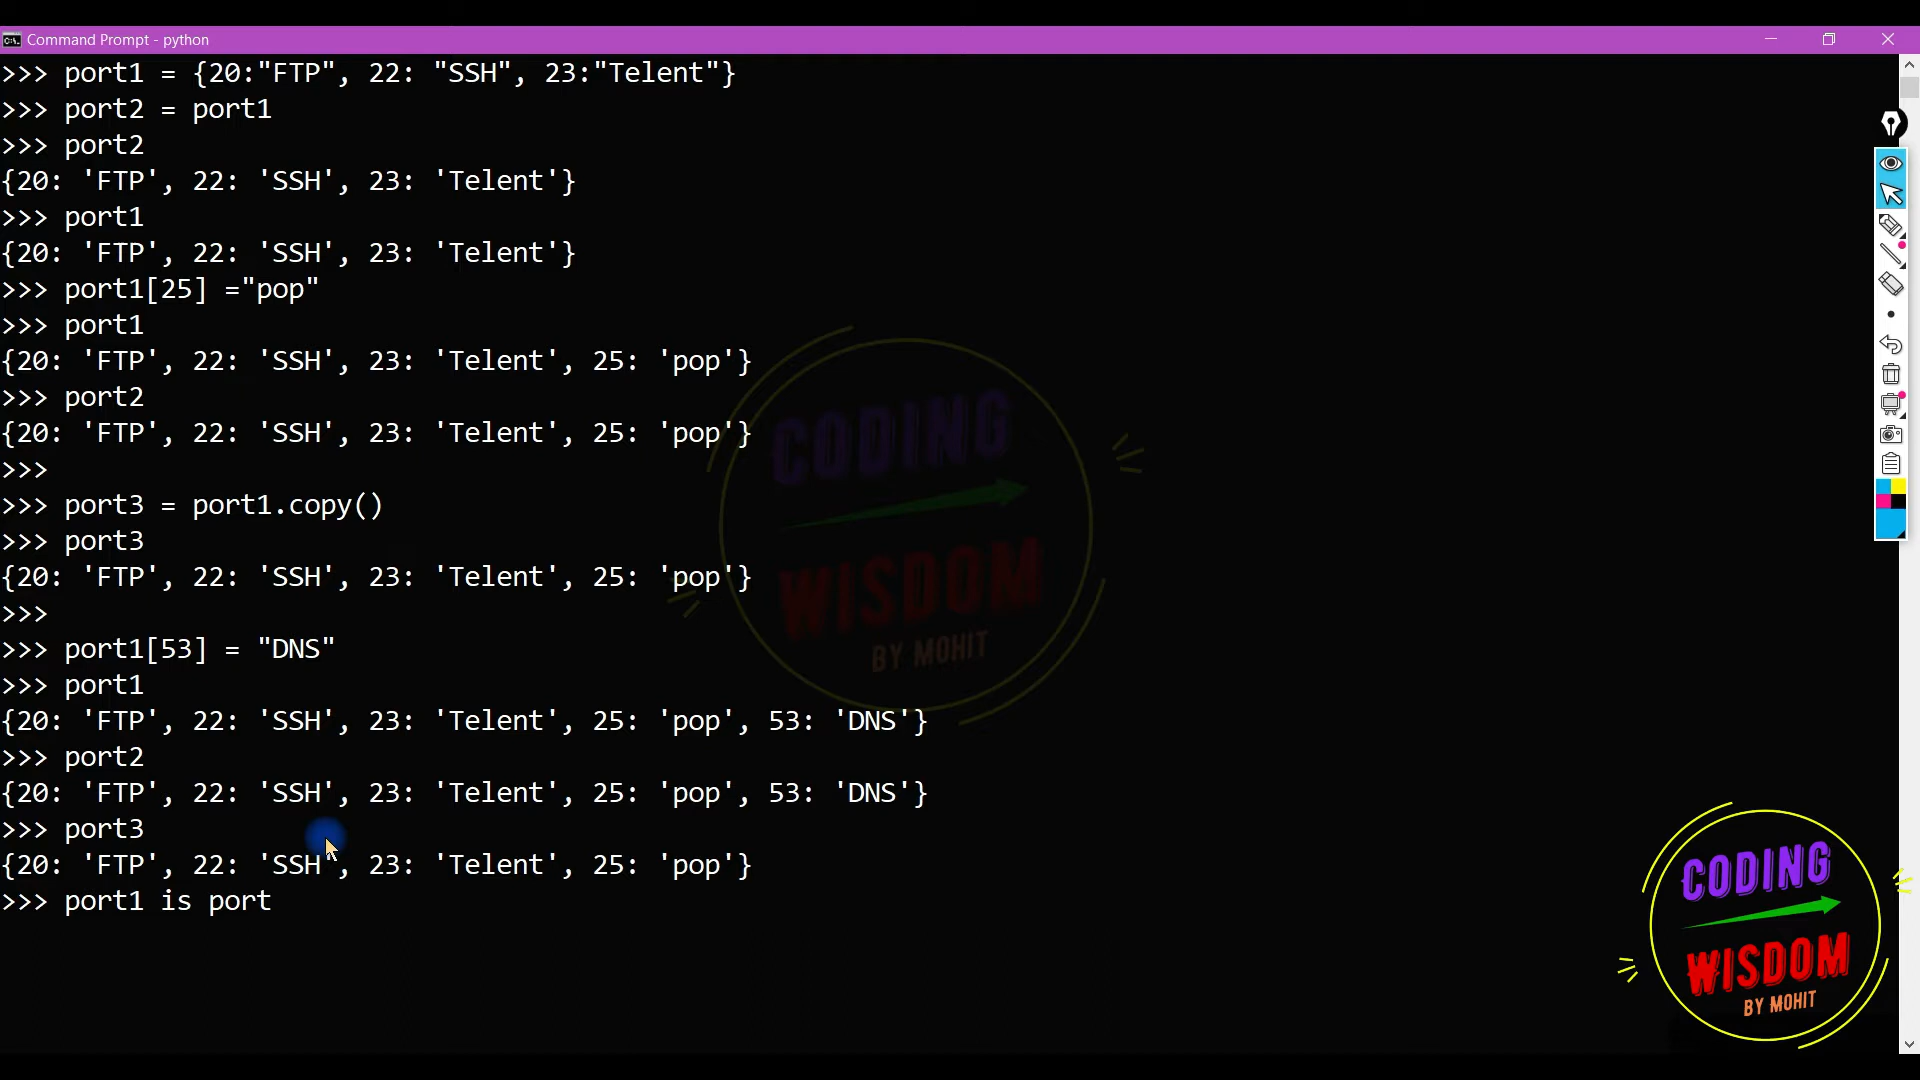 Command Prompt - python
>>> port1 = {20:"FTP", 22: "SSH", 23:"Telent"}
>>> port2 = port1
>>> port2
{20: 'FTP', 22: 'SSH', 23: 'Telent'}
>>> port1
{20: 'FTP', 22: 'SSH', 23: 'Telent'}
>>> port1[25] ="pop"
>>> port1
{20: 'FTP', 22: 'SSH', 23: 'Telent', 25: 'pop'}
>>> port2
{20: 'FTP', 22: 'SSH', 23: 'Telent', 25: 'pop'}
>>>
>>> port3 = port1.copy()
>>> port3
{20: 'FTP', 22: 'SSH', 23: 'Telent', 25: 'pop'}
>>>
>>> port1[53] = "DNS"
>>> port1
{20: 'FTP', 22: 'SSH', 23: 'Telent', 25: 'pop', 53: 'DNS'}
>>> port2
{20: 'FTP', 22: 'SSH', 23: 'Telent', 25: 'pop', 53: 'DNS'}
>>> port3
{20: 'FTP', 22: 'SSH', 23: 'Telent', 25: 'pop'}
>>> port1 is port
CODING
WISDOM
BY MOHIT
CODING
WISDOM
BY MOHIT